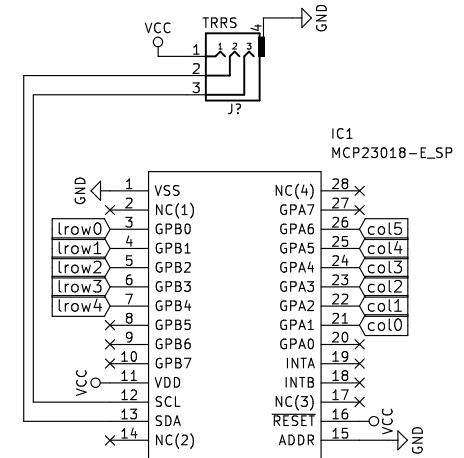 TRRS
4
GND
VCC
1
1 2 3
2
3
J?
IC1
MCP23018-E_SP
GND 1 VSS NC(4) 28
2 NC(1) GPA7 27
lrow0 3 GPB0 GPA6 26 col5
lrow1 4 GPB1 GPA5 25 col4
lrow2 5 GPB2 GPA4 24 col3
lrow3 6 GPB3 GPA3 23 col2
lrow4 7 GPB4 GPA2 22 col1
8 GPB5 GPA1 21 col0
9 GPB6 GPA0 20
10 GPB7 INTA 19
VCC 11 VDD INTB 18
12 SCL NC(3) 17
13 SDA RESET 16 VCC
14 NC(2) ADDR 15 GND